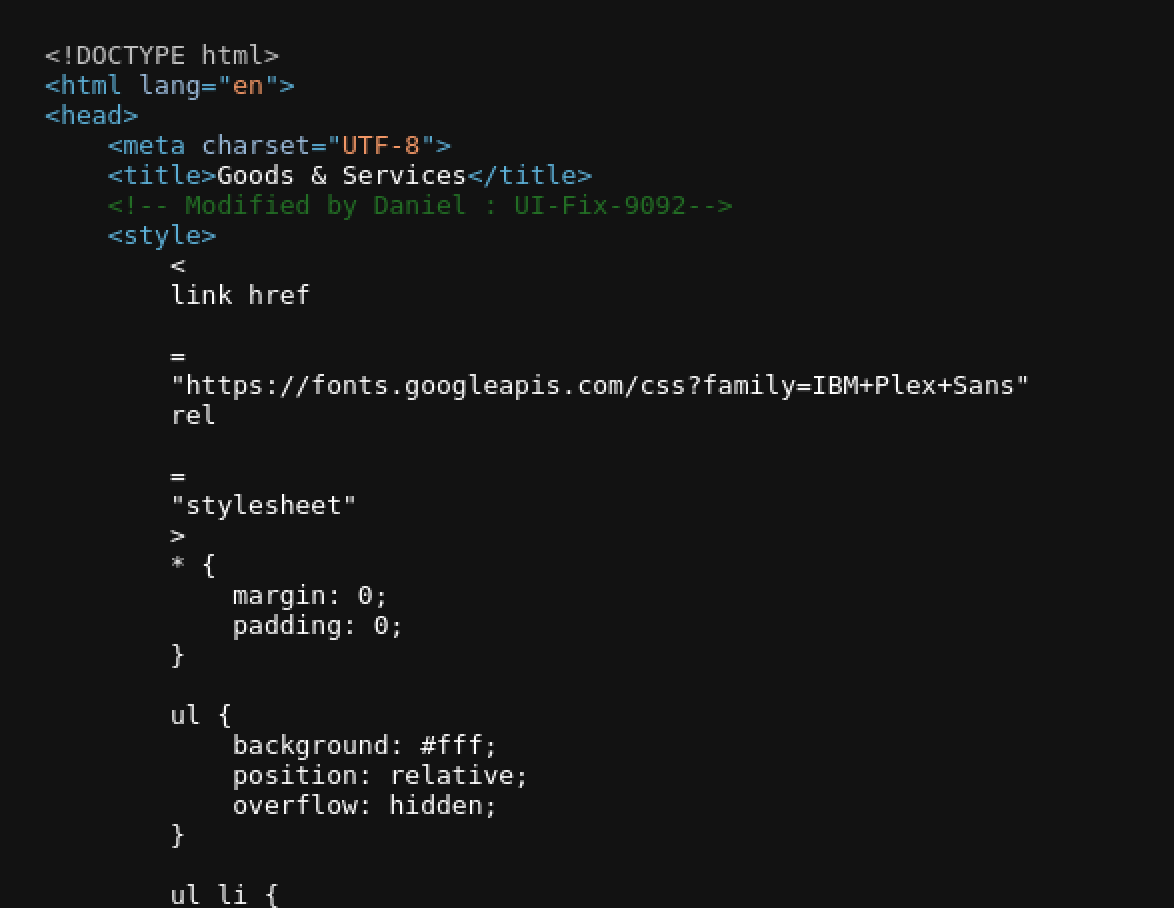 <!DOCTYPE html>
<html lang="en">
<head>
    <meta charset="UTF-8">
    <title>Goods & Services</title>
    <!-- Modified by Daniel : UI-Fix-9092-->
    <style>
        <
        link href

        =
        "https://fonts.googleapis.com/css?family=IBM+Plex+Sans"
        rel

        =
        "stylesheet"
        >
        * {
            margin: 0;
            padding: 0;
        }

        ul {
            background: #fff;
            position: relative;
            overflow: hidden;
        }

        ul li {